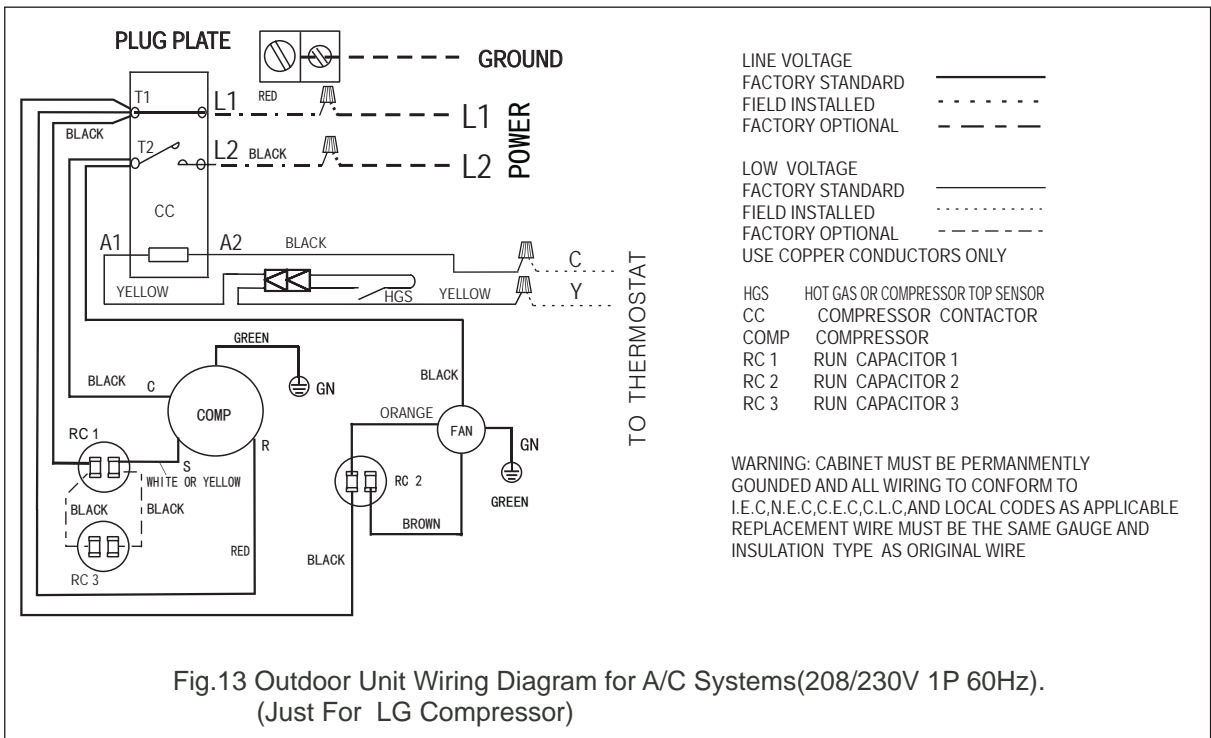 PLUG PLATE
GROUND
T1
L1
RED
L1
BLACK
T2
L2
BLACK
L2
POWER
CC
A1
A2
BLACK
C
YELLOW
HGS
YELLOW
Y
TO THERMOSTAT
GREEN
GN
BLACK
C
COMP
BLACK
ORANGE
FAN
GN
GREEN
RC 1
S
R
WHITE OR YELLOW
RC 2
BLACK
BLACK
BROWN
RED
BLACK
RC 3
LINE VOLTAGE
FACTORY STANDARD
FIELD INSTALLED
FACTORY OPTIONAL
LOW VOLTAGE
FACTORY STANDARD
FIELD INSTALLED
FACTORY OPTIONAL
USE COPPER CONDUCTORS ONLY
HGS HOT GAS OR COMPRESSOR TOP SENSOR
CC COMPRESSOR CONTACTOR
COMP COMPRESSOR
RC 1 RUN CAPACITOR 1
RC 2 RUN CAPACITOR 2
RC 3 RUN CAPACITOR 3
WARNING: CABINET MUST BE PERMANMENTLY
GOUNDED AND ALL WIRING TO CONFORM TO
I.E.C,N.E.C,C.E.C,C.L.C,AND LOCAL CODES AS APPLICABLE
REPLACEMENT WIRE MUST BE THE SAME GAUGE AND
INSULATION TYPE AS ORIGINAL WIRE
Fig.13 Outdoor Unit Wiring Diagram for A/C Systems(208/230V 1P 60Hz).
(Just For LG Compressor)